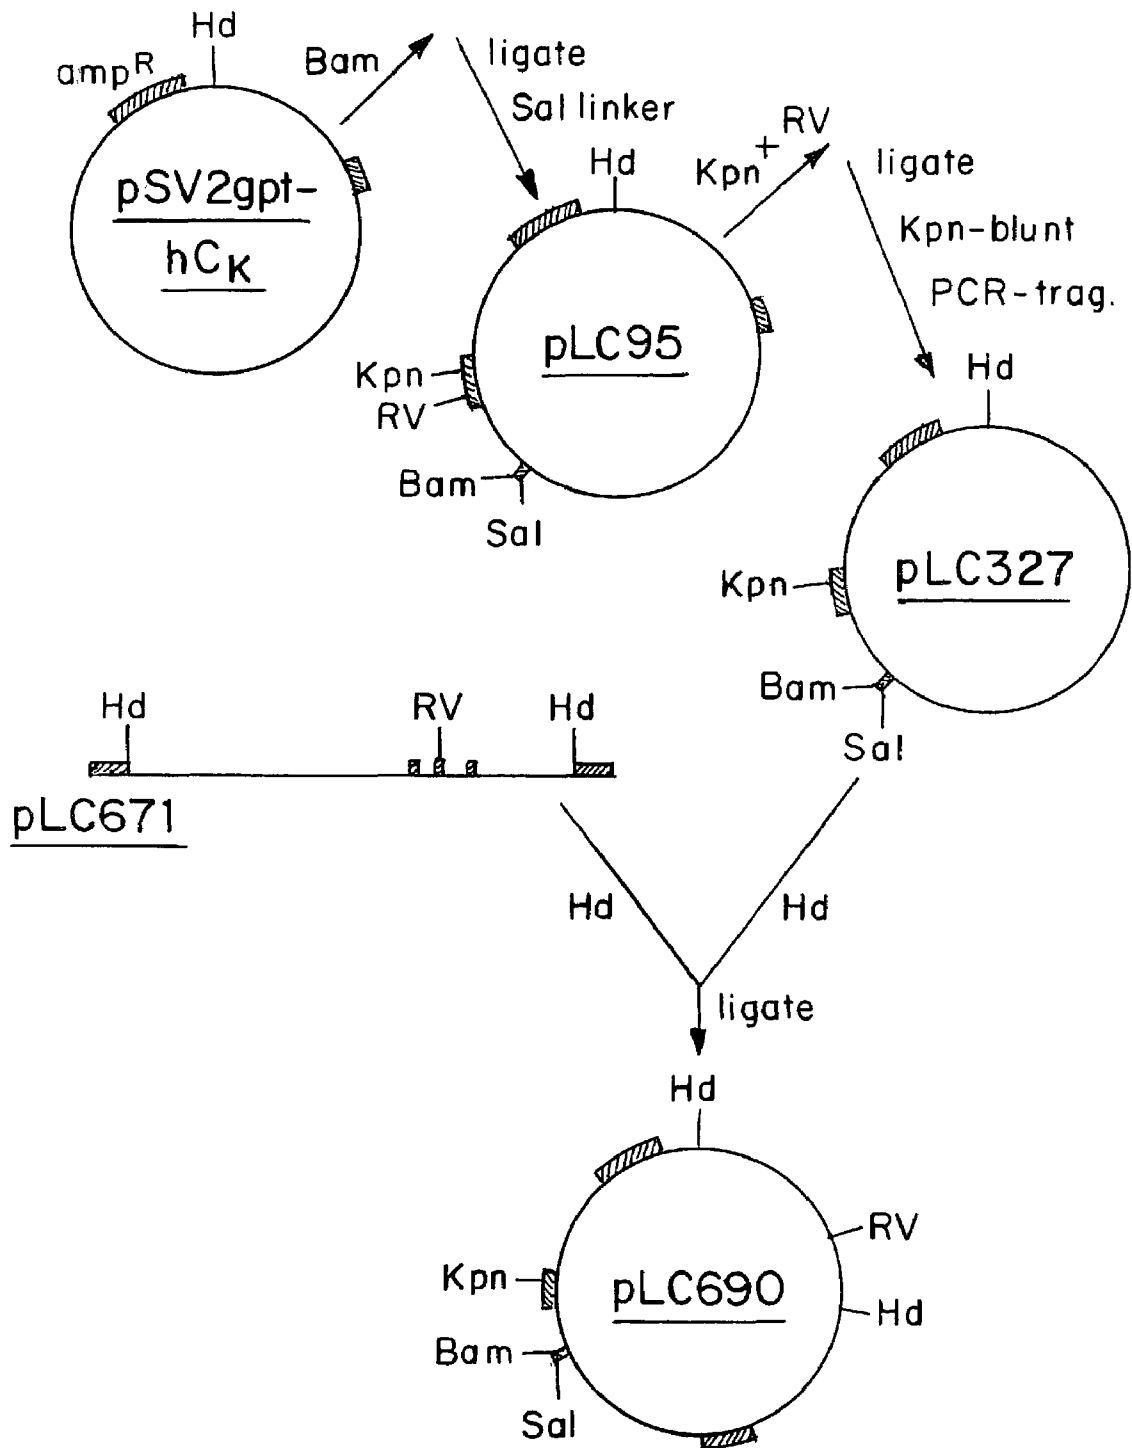 Hd
ampR
pSV2gpt-
hCK
Bam
ligate
Sal linker
Hd
pLC95
Kpn
RV
Bam
Sal
Kpn + RV
ligate
Kpn-blunt
PCR-trag.
Hd
pLC327
Kpn
Bam
Sal
Hd
RV
Hd
pLC671
Hd
Hd
ligate
Hd
RV
Hd
pLC690
Kpn
Bam
Sal